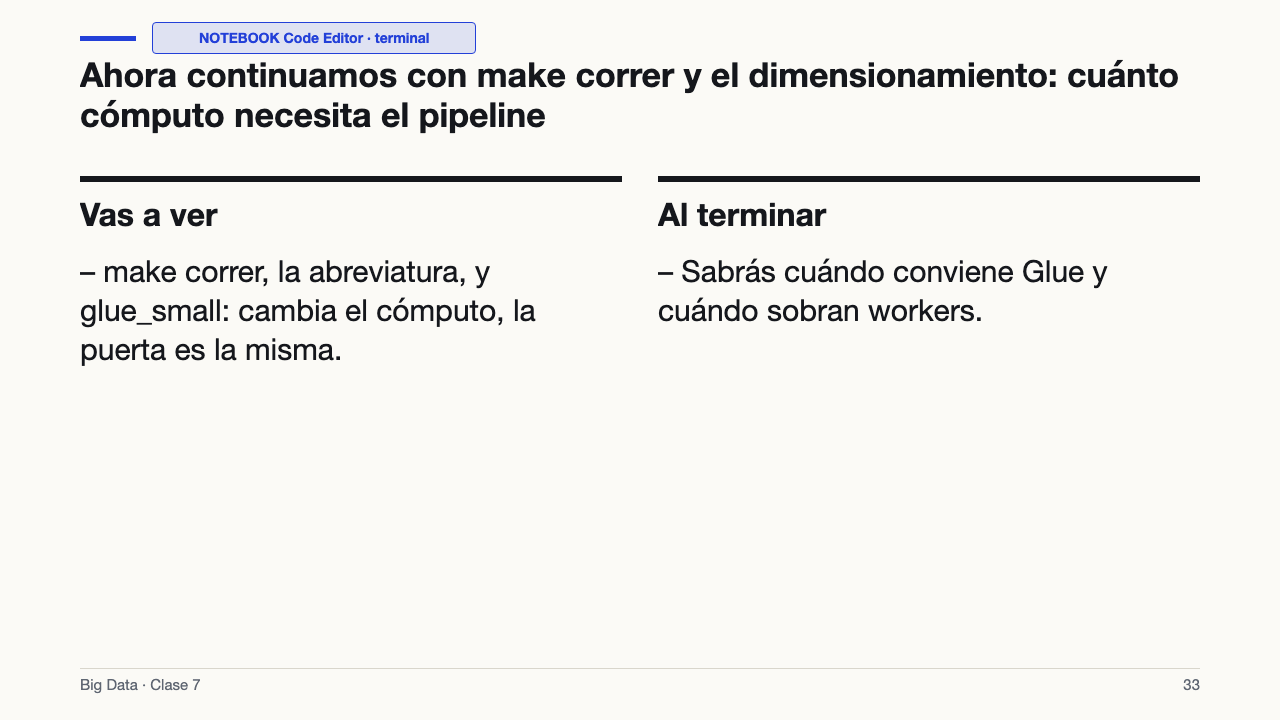 NOTEBOOK Code Editor · terminal
Ahora continuamos con make correr y el dimensionamiento: cuánto
cómputo necesita el pipeline
Vas a ver
– make correr, la abreviatura, y
glue_small: cambia el cómputo, la
puerta es la misma.
Al terminar
– Sabrás cuándo conviene Glue y
cuándo sobran workers.
Big Data · Clase 7
33